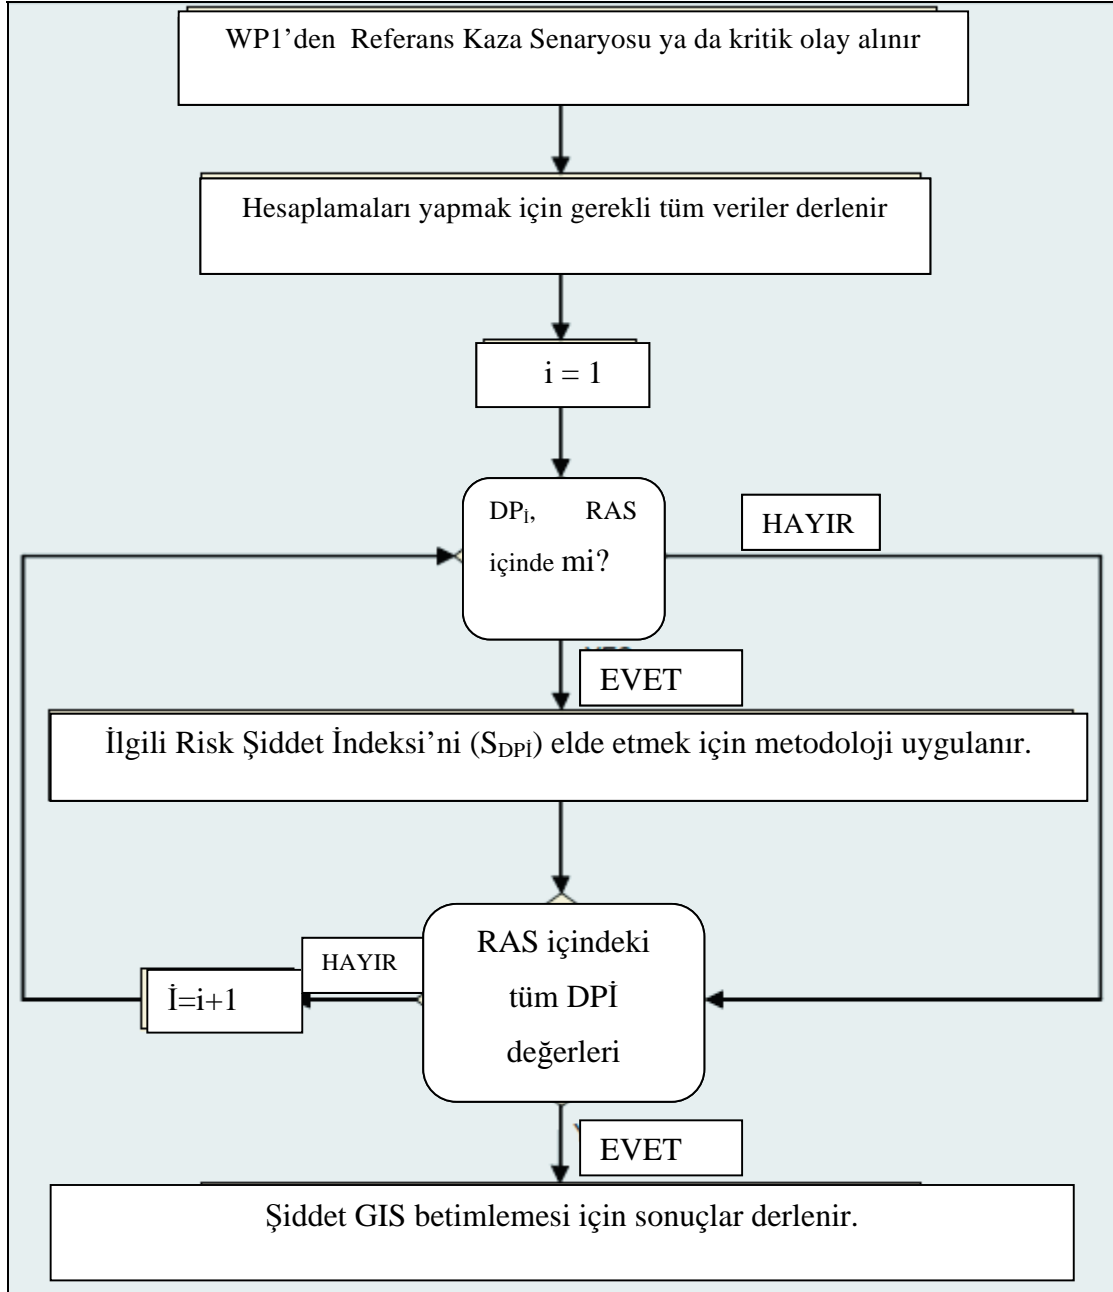 WP1’den Referans Kaza Senaryosu ya da kritik olay alınır
Hesaplamaları yapmak için gerekli tüm veriler derlenir
i = 1
DPİ, RAS
içinde mi?
HAYIR
EVET
İlgili Risk Şiddet İndeksi’ni (SDPİ) elde etmek için metodoloji uygulanır.
RAS içindeki
tüm DPİ
değerleri
HAYIR
İ=i+1
EVET
Şiddet GIS betimlemesi için sonuçlar derlenir.